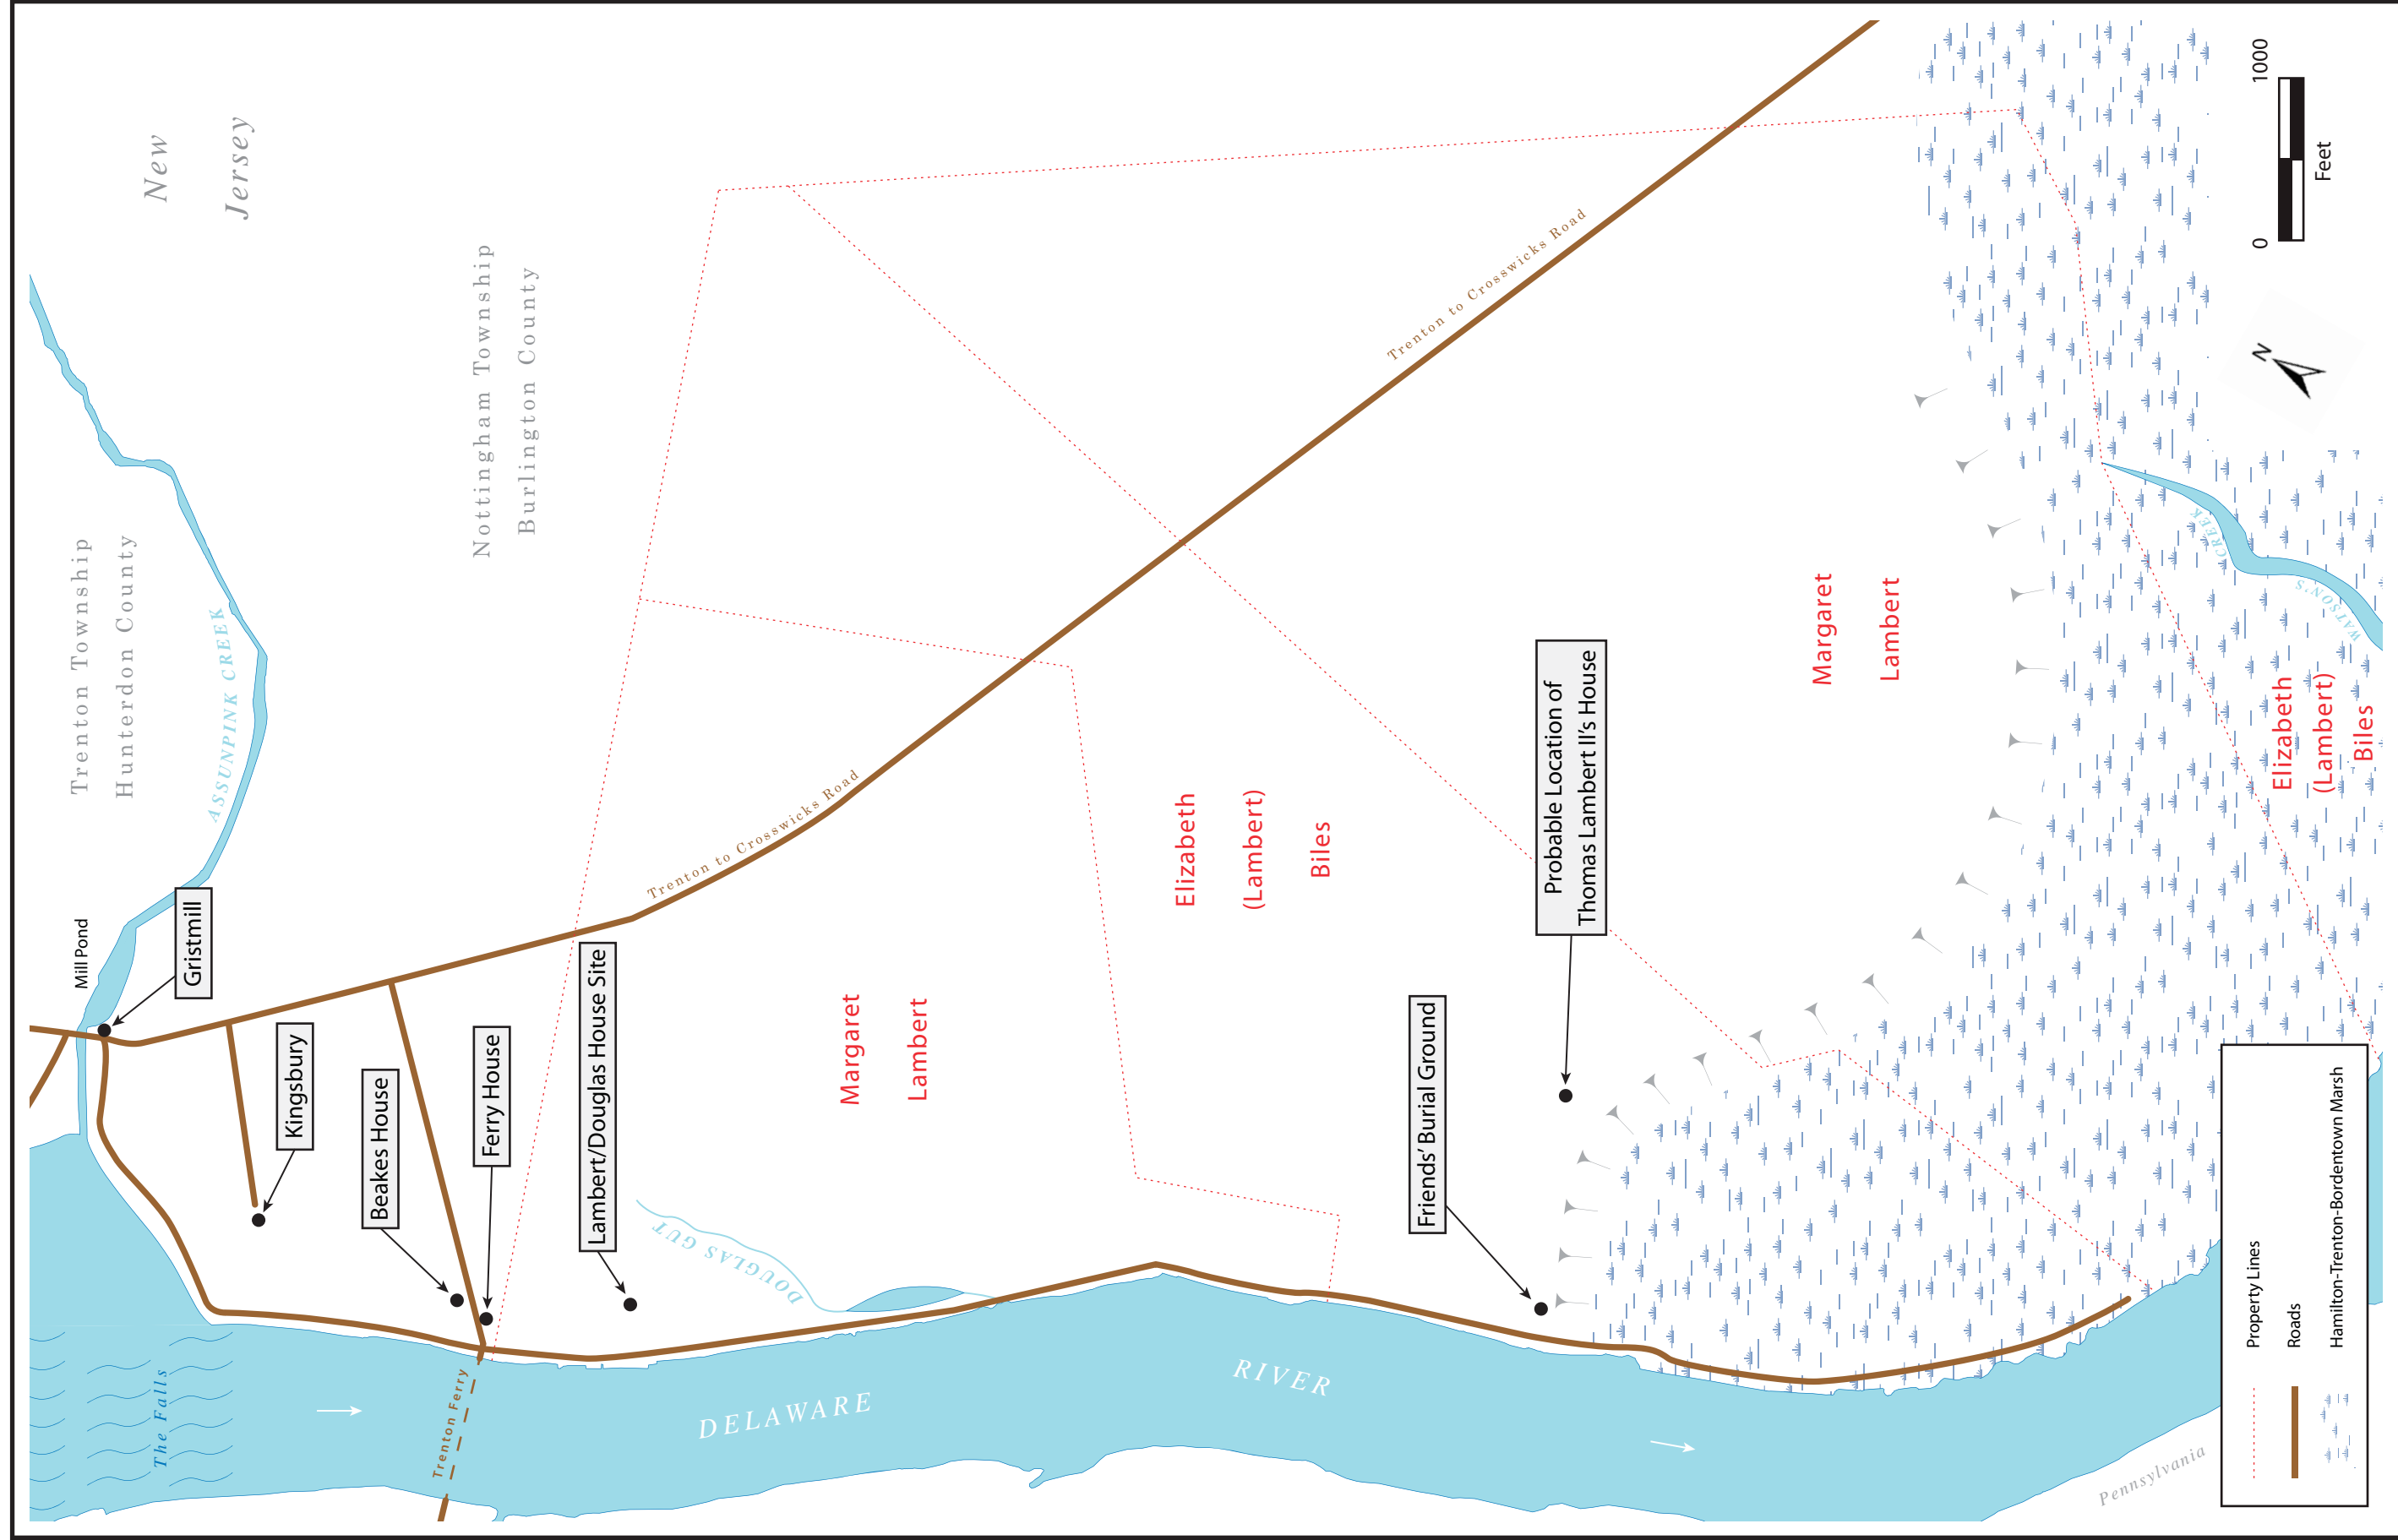 New
Jersey
Trenton Township
Hunterdon County
Nottingham Township
Burlington County
ASSUNPINK CREEK
Mill Pond
Gristmill
Kingsbury
Beakes House
Ferry House
Lambert/Douglas House Site
DOUGLAS GUT
Trenton to Crosswicks Road
Trenton to Crosswicks Road
Margaret
Lambert
Elizabeth
(Lambert)
Biles
Friends’ Burial Ground
Probable Location of
Thomas Lambert II’s House
Margaret
Lambert
Elizabeth
(Lambert)
Biles
WATSON'S
CREEK
The Falls
Trenton Ferry
DELAWARE
RIVER
Pennsylvania
N
0
1000
Feet
Property Lines
Roads
Hamilton-Trenton-Bordentown Marsh